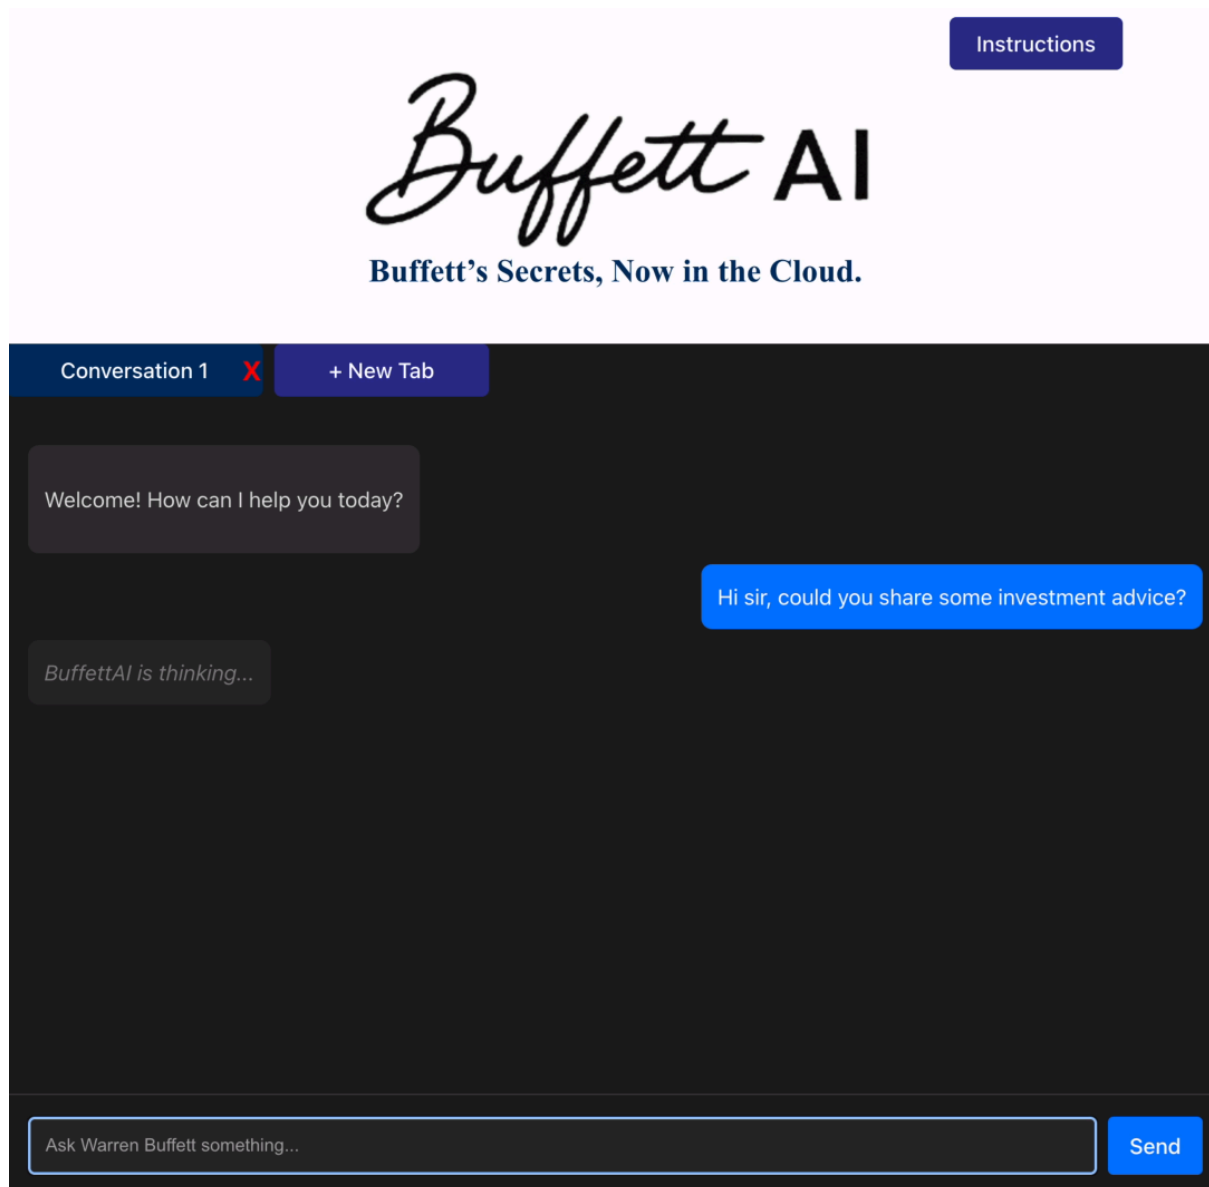 Instructions
Buffett AI
Buffett’s Secrets, Now in the Cloud.
Conversation 1 X + New Tab
Welcome! How can I help you today?
Hi sir, could you share some investment advice?
BuffettAI is thinking...
Ask Warren Buffett something... Send